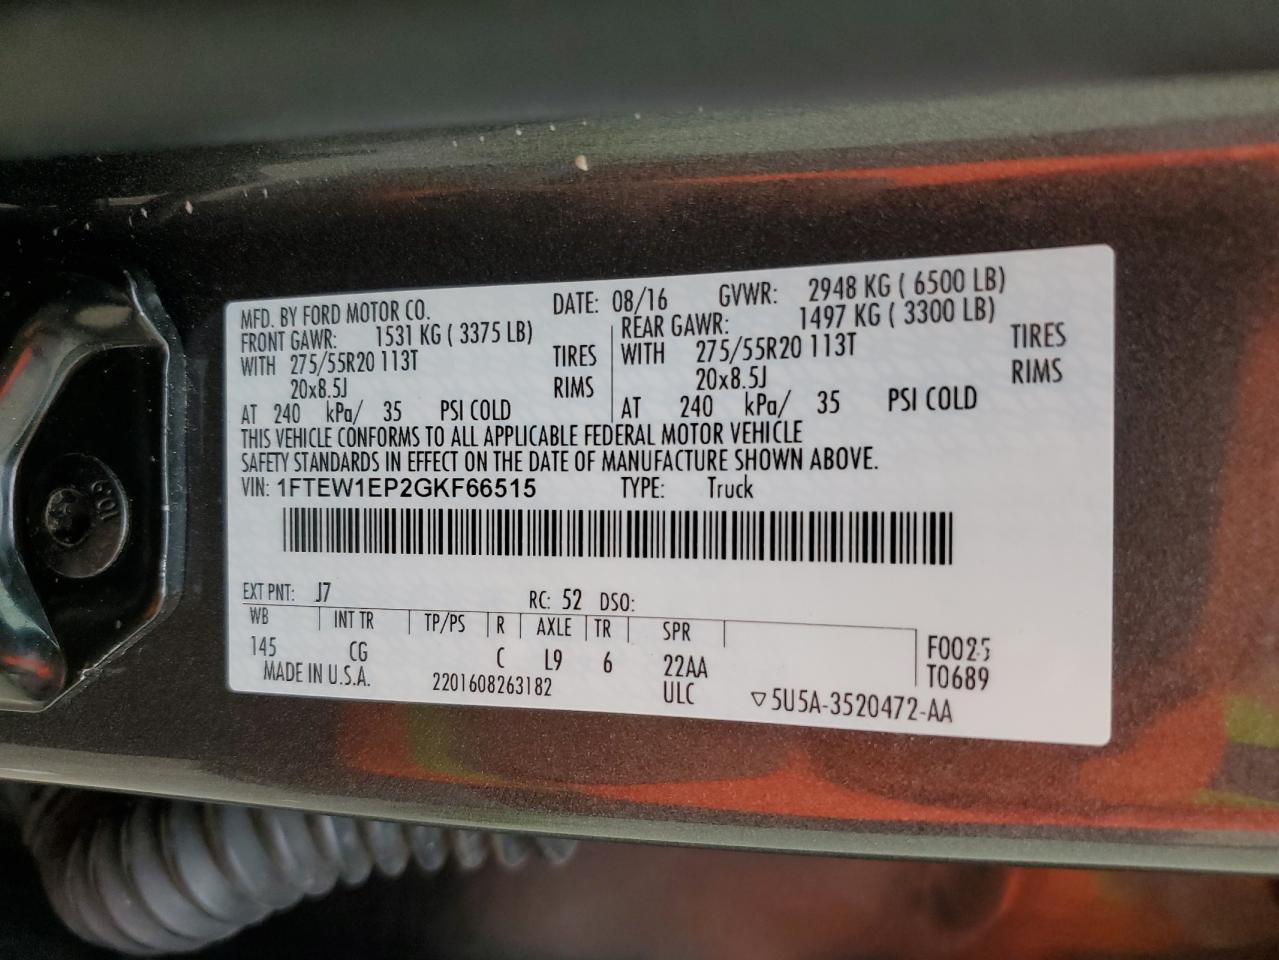 MFD. BY FORD MOTOR CO. DATE: 08/16 GVWR: 2948 KG ( 6500 LB)
FRONT GAWR: 1531 KG ( 3375 LB) REAR GAWR: 1497 KG ( 3300 LB)
WITH 275/55R20 113T TIRES WITH 275/55R20 113T TIRES
20x8.5J RIMS 20x8.5J RIMS
AT 240 kPa/ 35 PSI COLD AT 240 kPa/ 35 PSI COLD
THIS VEHICLE CONFORMS TO ALL APPLICABLE FEDERAL MOTOR VEHICLE
SAFETY STANDARDS IN EFFECT ON THE DATE OF MANUFACTURE SHOWN ABOVE.
VIN: 1FTEW1EP2GKF66515 TYPE: Truck
EXT PNT: J7 RC: 52 DSO:
WB INT TR TP/PS R AXLE TR SPR
145 CG C L9 6 22AA F0025
MADE IN U.S.A. 2201608263182 ULC ▽5U5A-3520472-AA T0689
10.9